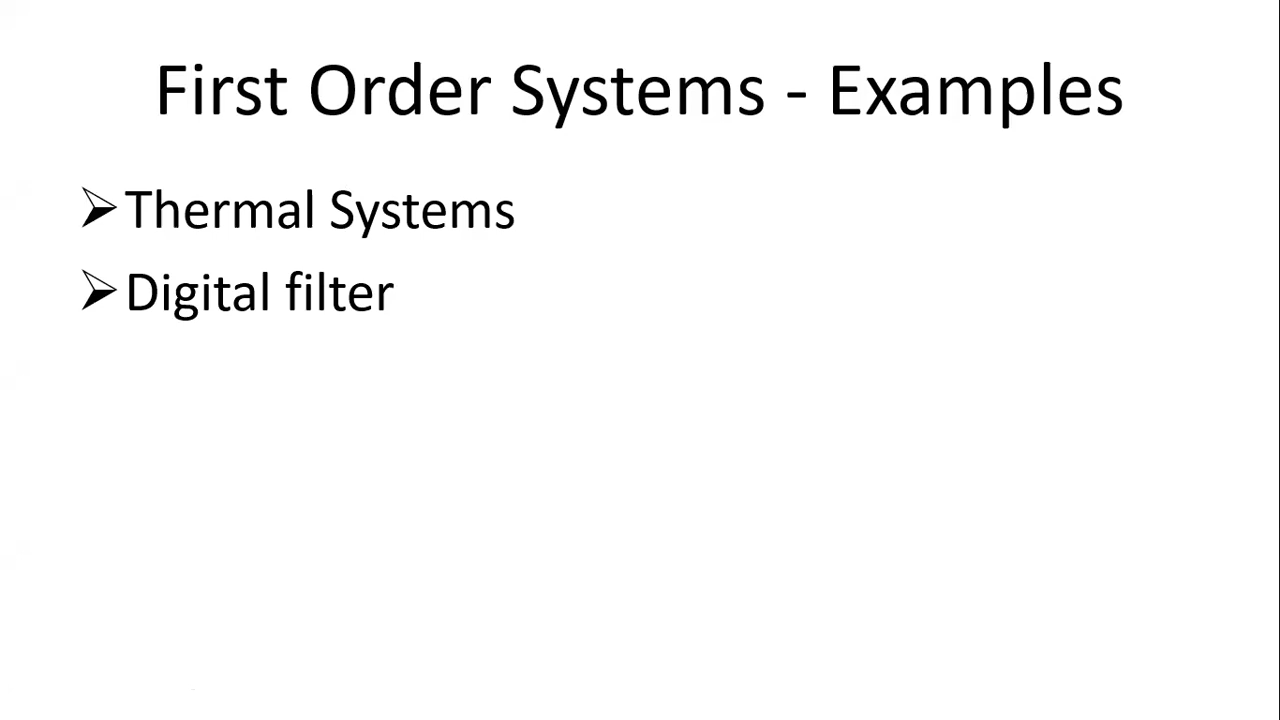 First Order Systems - Examples
➢Thermal Systems
➢Digital filter